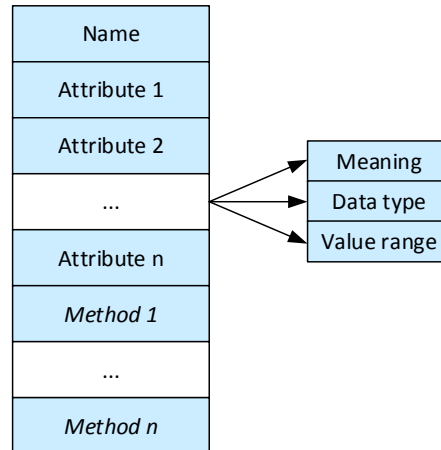 Name
Attribute 1
Attribute 2
...
Attribute n
Method 1
...
Method n
Meaning
Data type
Value range